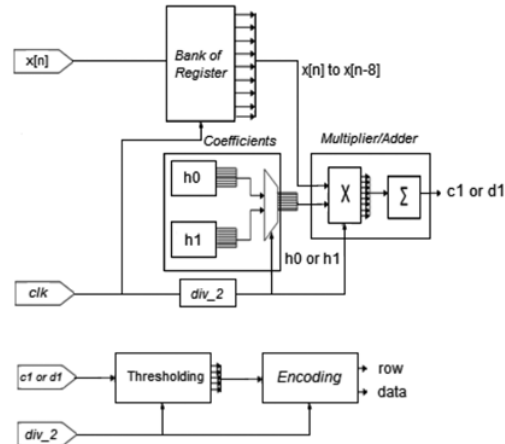 Bank of
Register
x[n]
x[n] to x[n-8]
Coefficients
Multiplier/Adder
h0
X
Σ
c1 or d1
h1
h0 or h1
clk
div_2
c1 or d1
Thresholding
Encoding
row
data
div_2